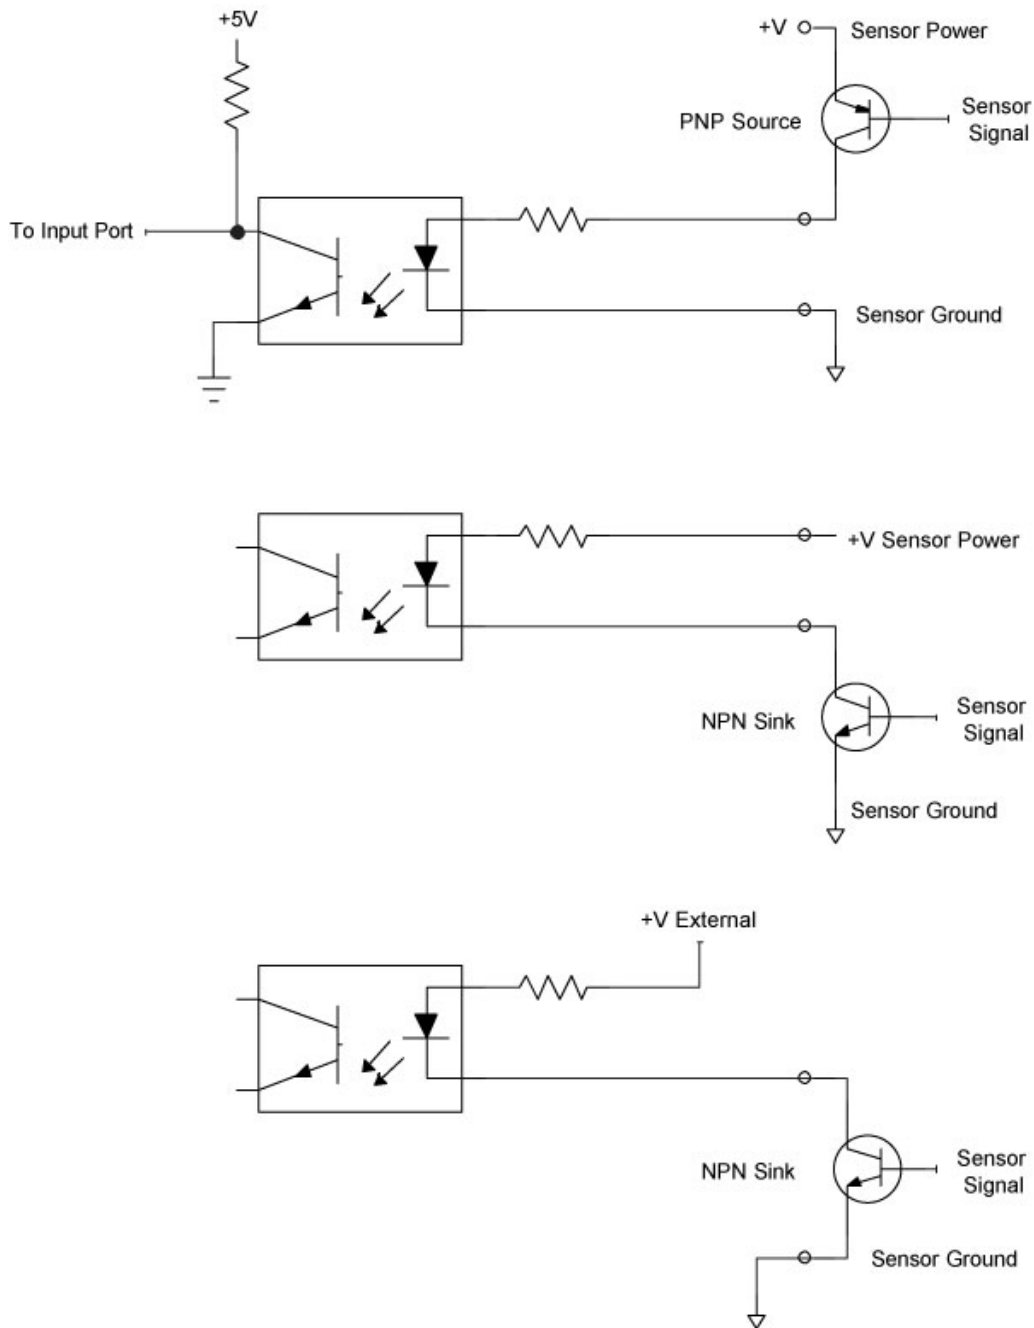 +5V
+V
Sensor Power
PNP Source
Sensor
Signal
To Input Port
Sensor Ground
+V Sensor Power
NPN Sink
Sensor
Signal
Sensor Ground
+V External
NPN Sink
Sensor
Signal
Sensor Ground